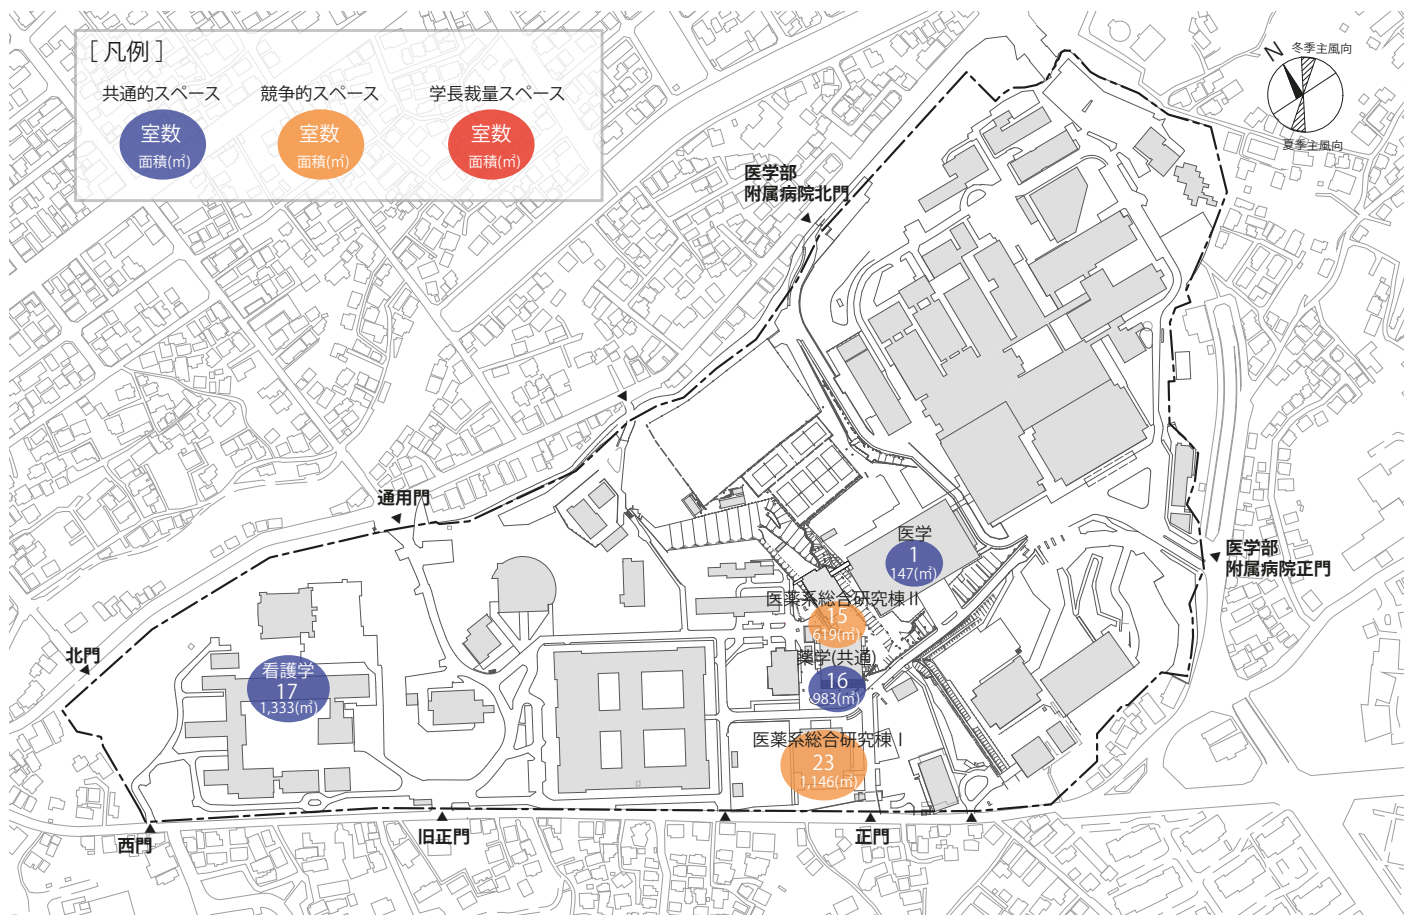 [ 凡例 ]
共通的スペース
競争的スペース
学長裁量スペース
室数
面積(㎡)
室数
面積(㎡)
室数
面積(㎡)
N
冬季主風向
夏季主風向
医学部
附属病院北門
通用門
医学
1
147(㎡)
医学部
附属病院正門
医薬系総合研究棟Ⅱ
15
619(㎡)
薬学(共通)
16
983(㎡)
北門
看護学
17
1,333(㎡)
医薬系総合研究棟Ⅰ
23
1,146(㎡)
西門
旧正門
正門